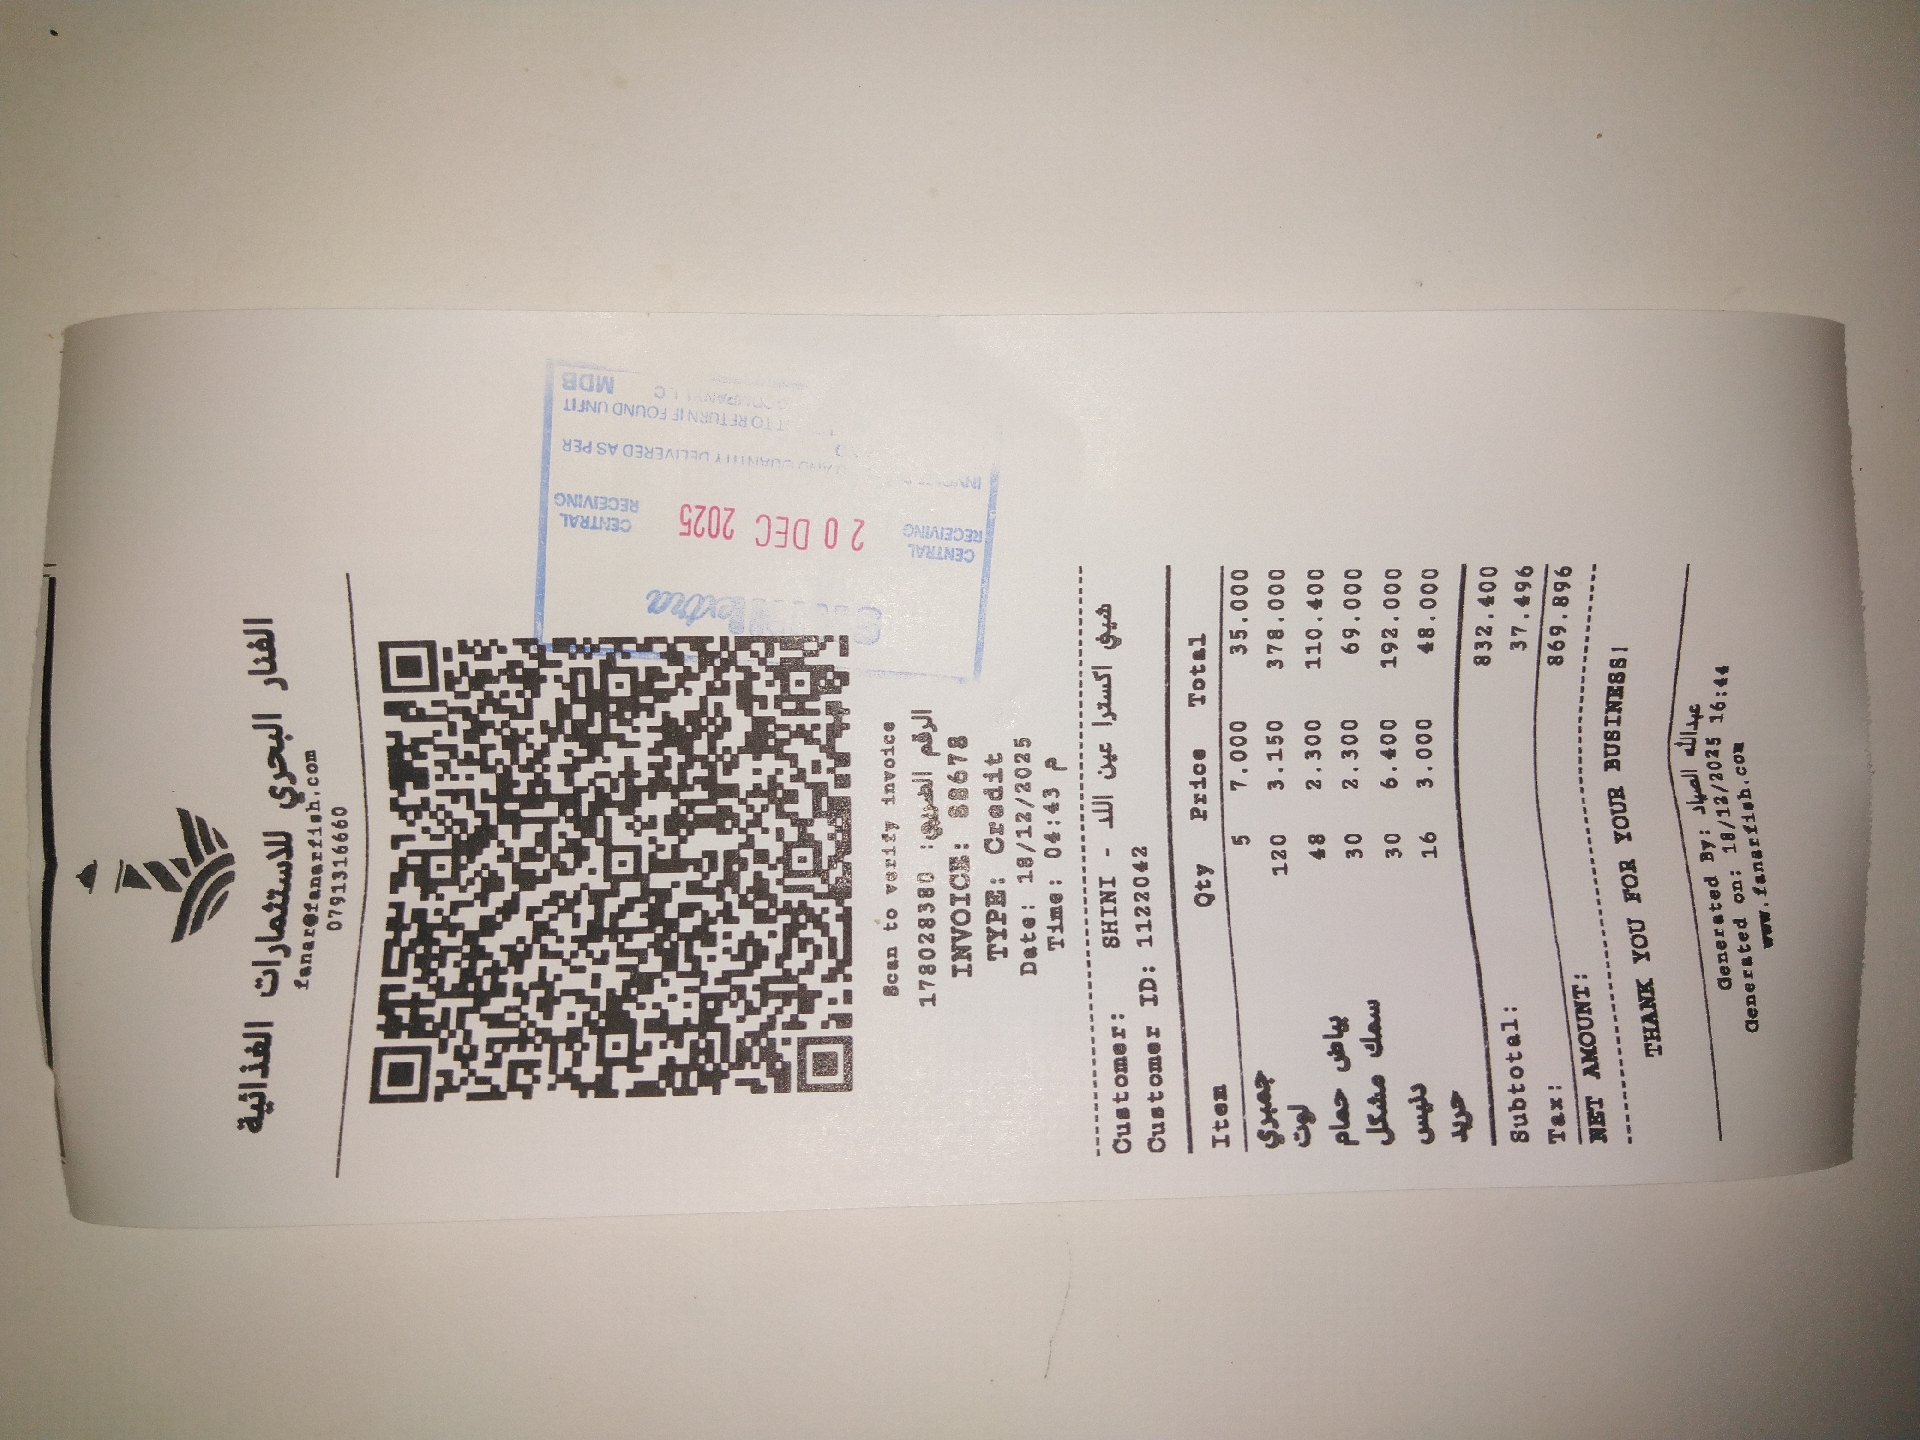 الفنار البحري للاستثمارات الغذائية
fanar@fanarfish.com
0791316660
Scan to verify invoice
178028380 :الرقم الضريبي
INVOICE: 88678
TYPE: Credit
Date: 18/12/2025
Time: 04:43 م
extra
CENTRAL RECEIVING
20 DEC 2025
CENTRAL RECEIVING
QUANTITY DELIVERED AS PER
TO RETURN IF FOUND UNFIT
MDB
Customer: SHINI - شيني اكسترا عين الله
Customer ID: 1122042
Item Qty Price Total
جمبري 5 7.000 35.000
لوت 120 3.150 378.000
بياض حمام 48 2.300 110.400
سمك مشكل 30 2.300 69.000
دنيس 30 6.400 192.000
حريد 16 3.000 48.000
Subtotal: 832.400
Tax: 37.496
NET AMOUNT: 869.896
THANK YOU FOR YOUR BUSINESS!
Generated By: عبدالله الصياد
Generated on: 18/12/2025 16:44
www.fanarfish.com